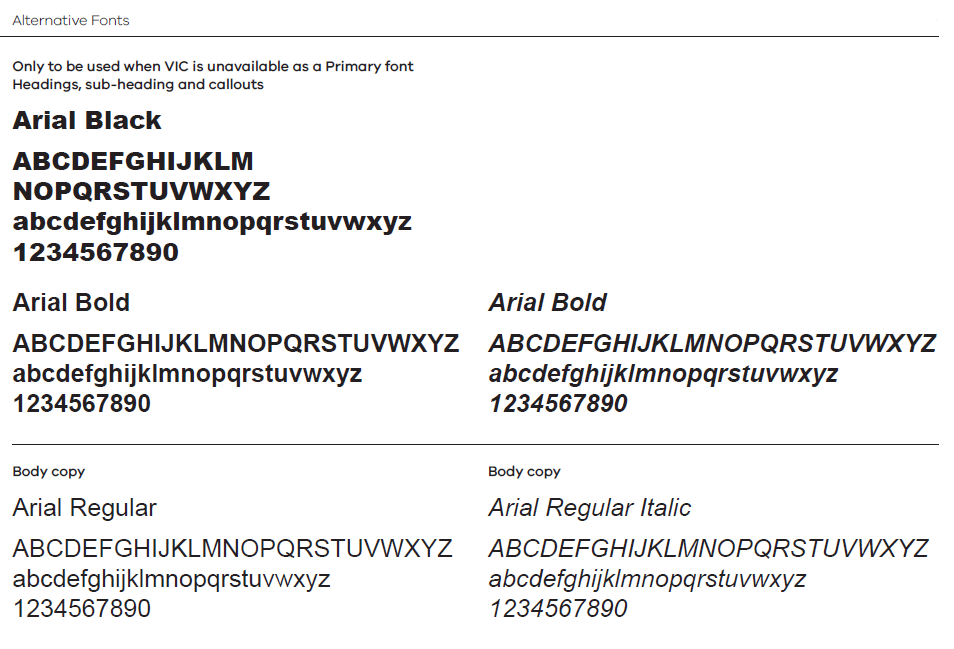 Alternative Fonts
Only to be used when VIC is unavailable as a Primary font
Headings, sub-heading and callouts
Arial Black
ABCDEFGHIJKLM
NOPQRSTUVWXYZ
abcdefghijklmnopqrstuvwxyz
1234567890
Arial Bold
ABCDEFGHIJKLMNOPQRSTUVWXYZ
abcdefghijklmnopqrstuvwxyz
1234567890
Arial Bold
ABCDEFGHIJKLMNOPQRSTUVWXYZ
abcdefghijklmnopqrstuvwxyz
1234567890
Body copy
Arial Regular
ABCDEFGHIJKLMNOPQRSTUVWXYZ
abcdefghijklmnopqrstuvwxyz
1234567890
Body copy
Arial Regular Italic
ABCDEFGHIJKLMNOPQRSTUVWXYZ
abcdefghijklmnopqrstuvwxyz
1234567890